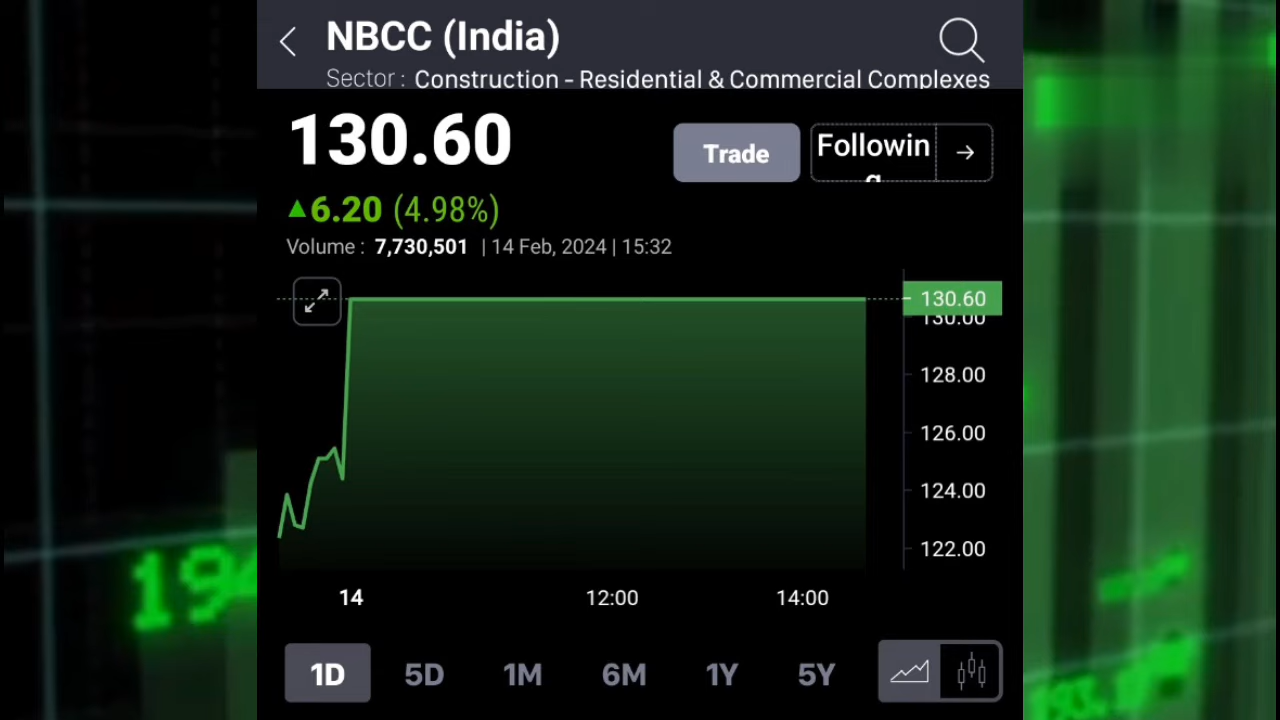 NBCC (India)
Sector : Construction - Residential & Commercial Complexes
130.60
Trade
Followin
g
6.20 (4.98%)
Volume : 7,730,501 | 14 Feb, 2024 | 15:32
130.60
130.00
128.00
126.00
124.00
122.00
14 12:00 14:00
1D 5D 1M 6M 1Y 5Y